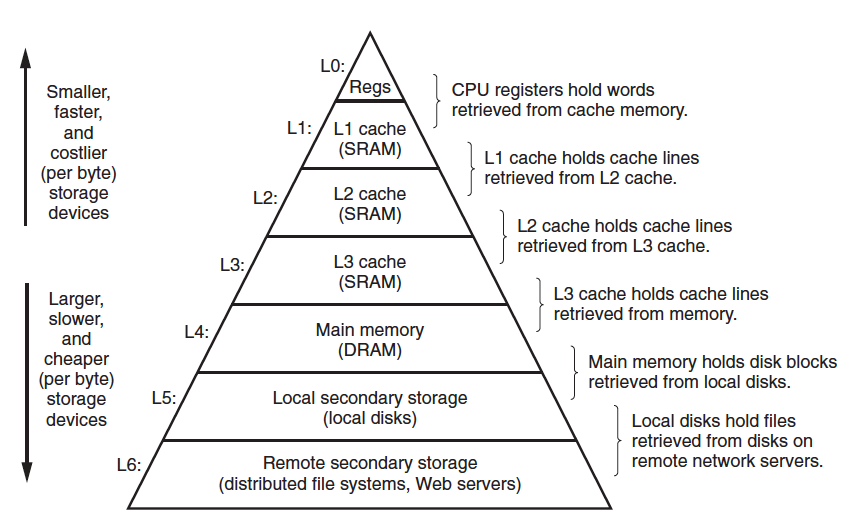 Smaller,
faster,
and
costlier
(per byte)
storage
devices
Larger,
slower,
and
cheaper
(per byte)
storage
devices
L0:
Regs
L1:
L1 cache
(SRAM)
L2:
L2 cache
(SRAM)
L3:
L3 cache
(SRAM)
L4:
Main memory
(DRAM)
L5:
Local secondary storage
(local disks)
L6:
Remote secondary storage
(distributed file systems, Web servers)
CPU registers hold words
retrieved from cache memory.
L1 cache holds cache lines
retrieved from L2 cache.
L2 cache holds cache lines
retrieved from L3 cache.
L3 cache holds cache lines
retrieved from memory.
Main memory holds disk blocks
retrieved from local disks.
Local disks hold files
retrieved from disks on
remote network servers.